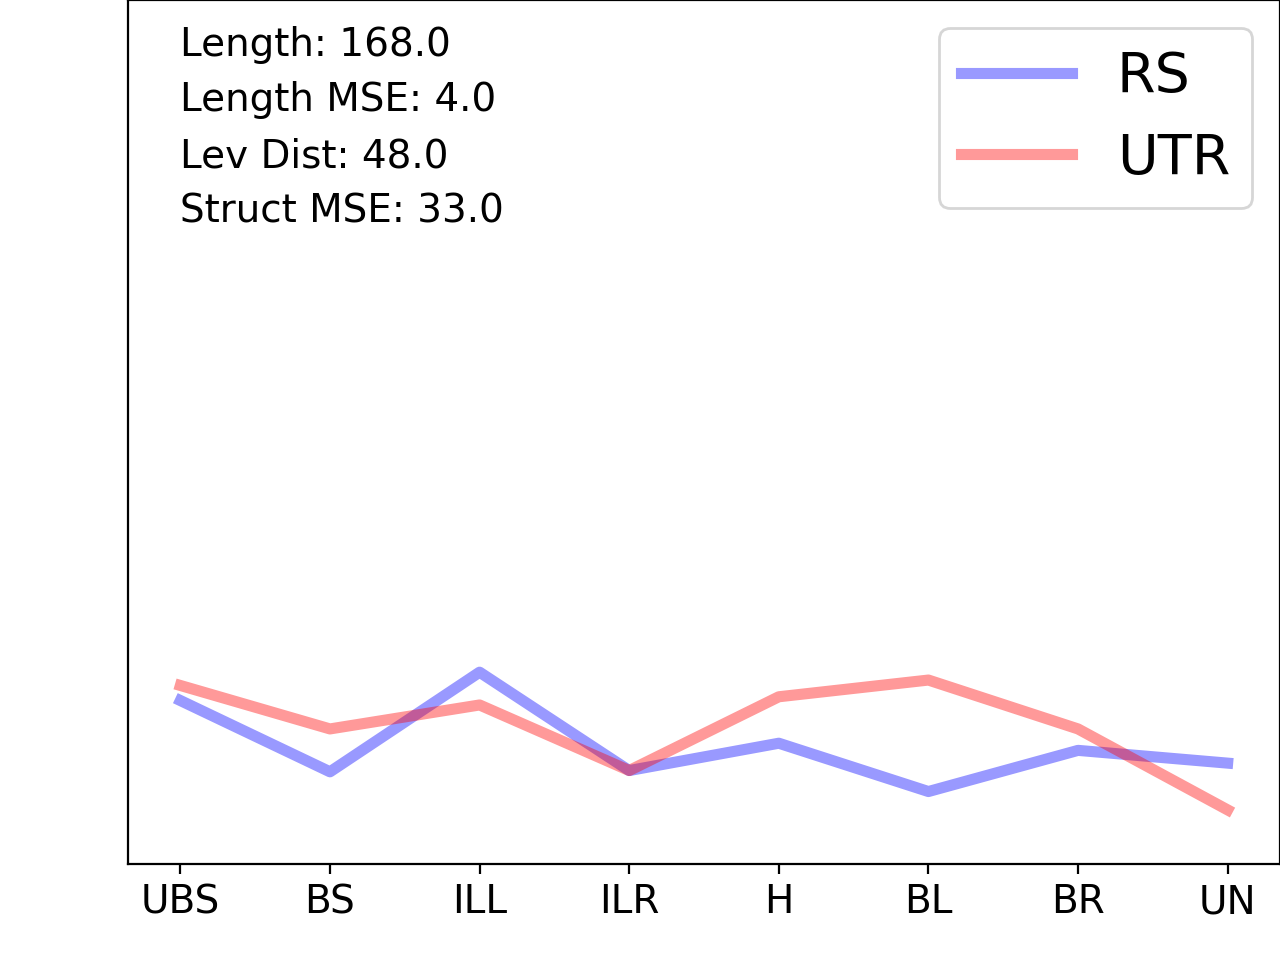 Length: 168.0
Length MSE: 4.0
Lev Dist: 48.0
Struct MSE: 33.0
RS
UTR
UBS BS ILL ILR H BL BR UN